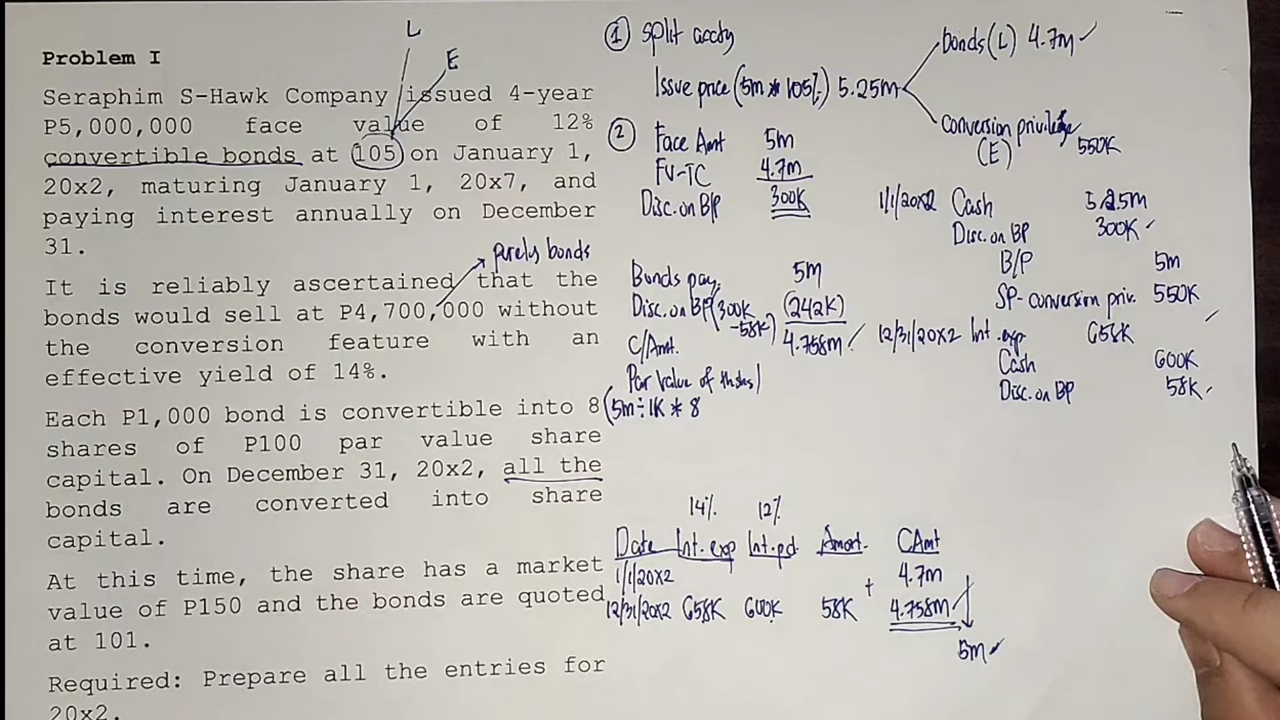 Problem I
L
E
Seraphim S-Hawk Company issued 4-year
P5,000,000 face value of 12%
convertible bonds at 105 on January 1,
20x2, maturing January 1, 20x7, and
paying interest annually on December
31.
purely bonds
It is reliably ascertained that the
bonds would sell at P4,700,000 without
the conversion feature with an
effective yield of 14%.
Each P1,000 bond is convertible into 8
shares of P100 par value share
capital. On December 31, 20x2, all the
bonds are converted into share
capital.
At this time, the share has a market
value of P150 and the bonds are quoted
at 101.
Required: Prepare all the entries for
20x2.
① Split acctg
Issue price (5m * 105%) 5.25m
bonds (L) 4.7m ✓
conversion privilege 550K
(E)
② Face Amt 5m
FV-TC 4.7m
Disc. on B/P 300K
1/1/20x2 Cash 5.25m
Disc. on BP 300K ✓
B/P 5m
SP- conversion priv. 550K
Bonds pay. 5m
Disc. on BP (300K -58K) (242K)
C/Amt. 4.758m ✓
12/31/20x2 Int. exp 658K
Cash 600K
Disc. on BP 58K ✓
(5m ÷ 1K * 8
14% 12%
Date Int. exp Int. pd Amort. CAmt
1/1/20x2 4.7m
12/31/20x2 658K 600K 58K + 4.758m
5m ✓